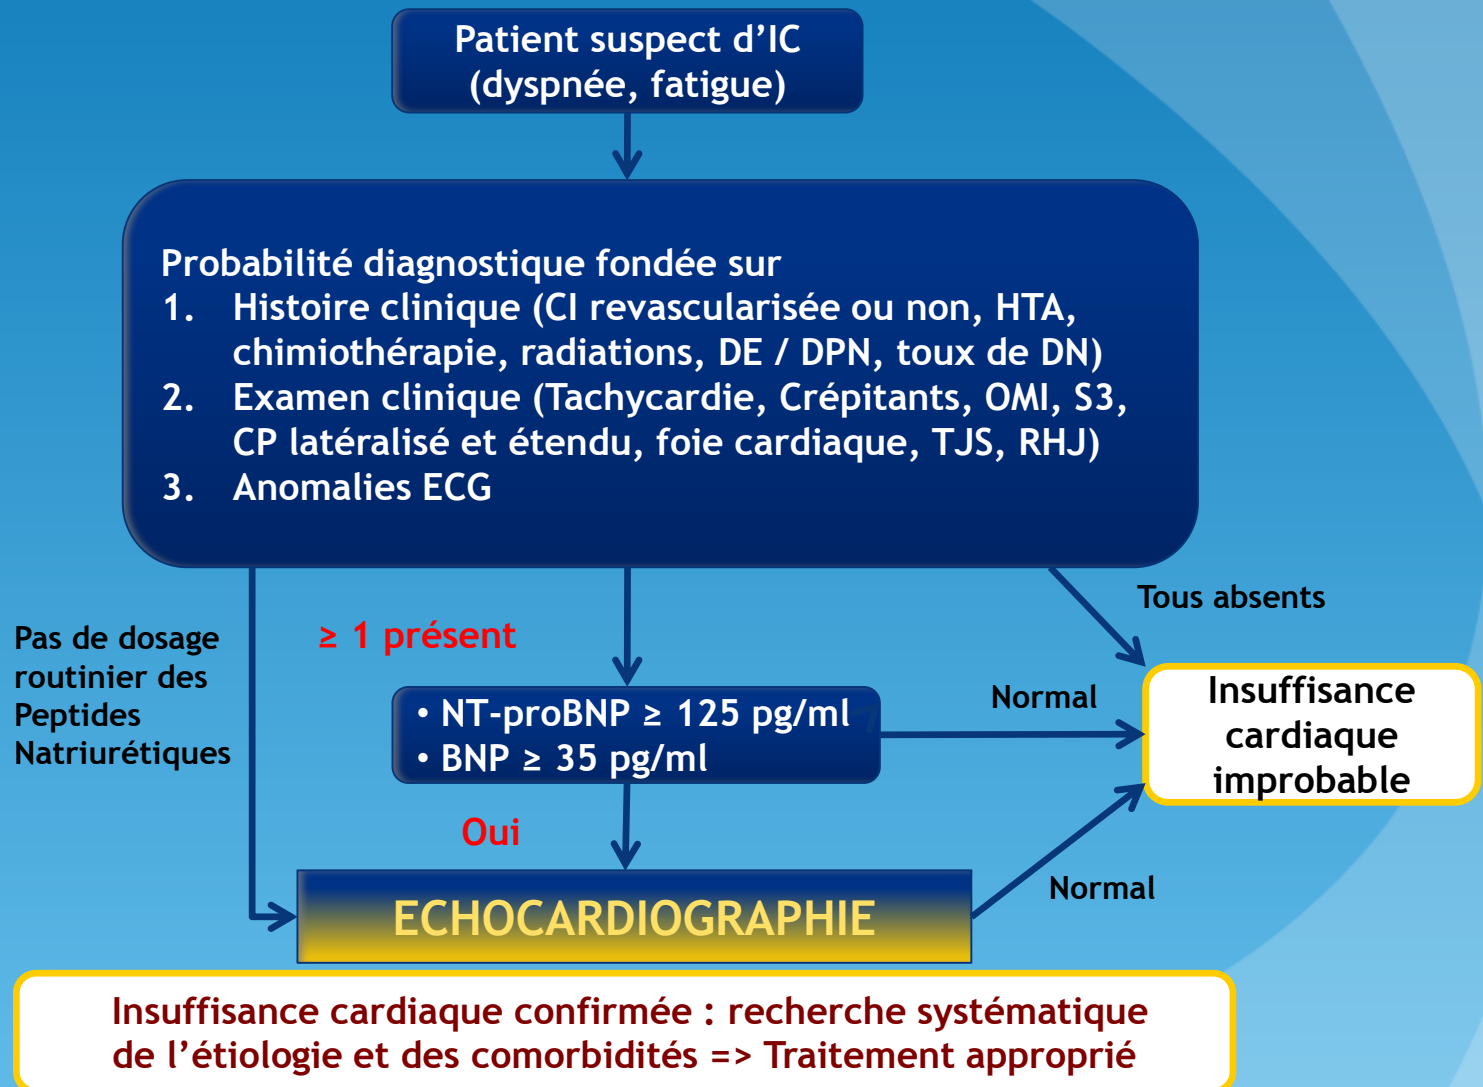 Patient suspect d’IC
(dyspnée, fatigue)
Probabilité diagnostique fondée sur
1. Histoire clinique (CI revascularisée ou non, HTA,
chimiothérapie, radiations, DE / DPN, toux de DN)
2. Examen clinique (Tachycardie, Crépitants, OMI, S3,
CP latéralisé et étendu, foie cardiaque, TJS, RHJ)
3. Anomalies ECG
Tous absents
Pas de dosage
routinier des
Peptides
Natriurétiques
≥ 1 présent
• NT-proBNP ≥ 125 pg/ml
• BNP ≥ 35 pg/ml
Normal
Insuffisance
cardiaque
improbable
Oui
Normal
ECHOCARDIOGRAPHIE
Insuffisance cardiaque confirmée : recherche systématique
de l’étiologie et des comorbidités => Traitement approprié